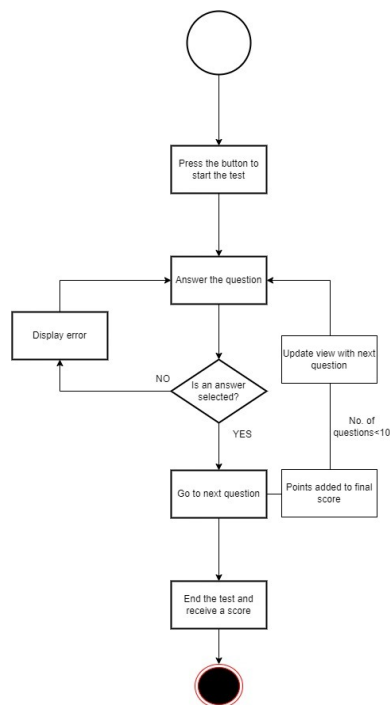 Press the button to
start the test
Answer the question
Display error
Update view with next
question
Is an answer
selected?
NO
No. of
questions<10
YES
Go to next question
Points added to final
score
End the test and
receive a score